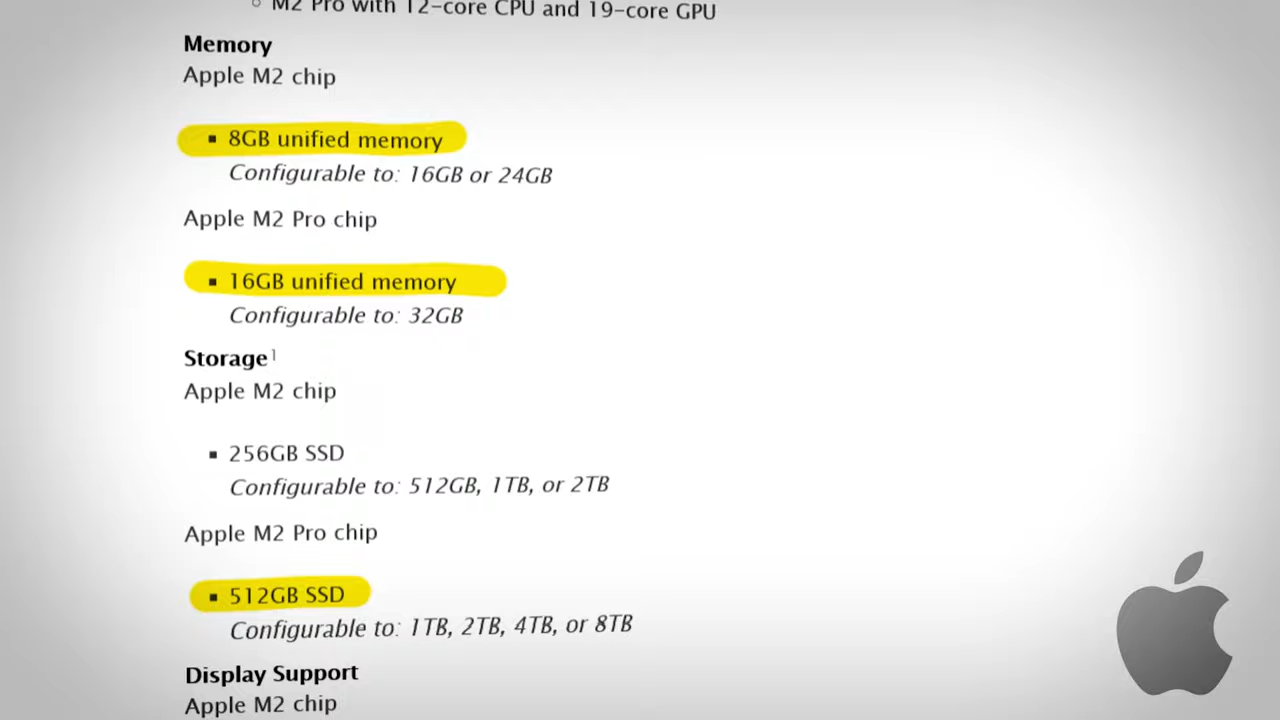 ◦ M2 Pro with 12-core CPU and 19-core GPU
Memory
Apple M2 chip
▪ 8GB unified memory
Configurable to: 16GB or 24GB
Apple M2 Pro chip
▪ 16GB unified memory
Configurable to: 32GB
Storage¹
Apple M2 chip
▪ 256GB SSD
Configurable to: 512GB, 1TB, or 2TB
Apple M2 Pro chip
▪ 512GB SSD
Configurable to: 1TB, 2TB, 4TB, or 8TB
Display Support
Apple M2 chip